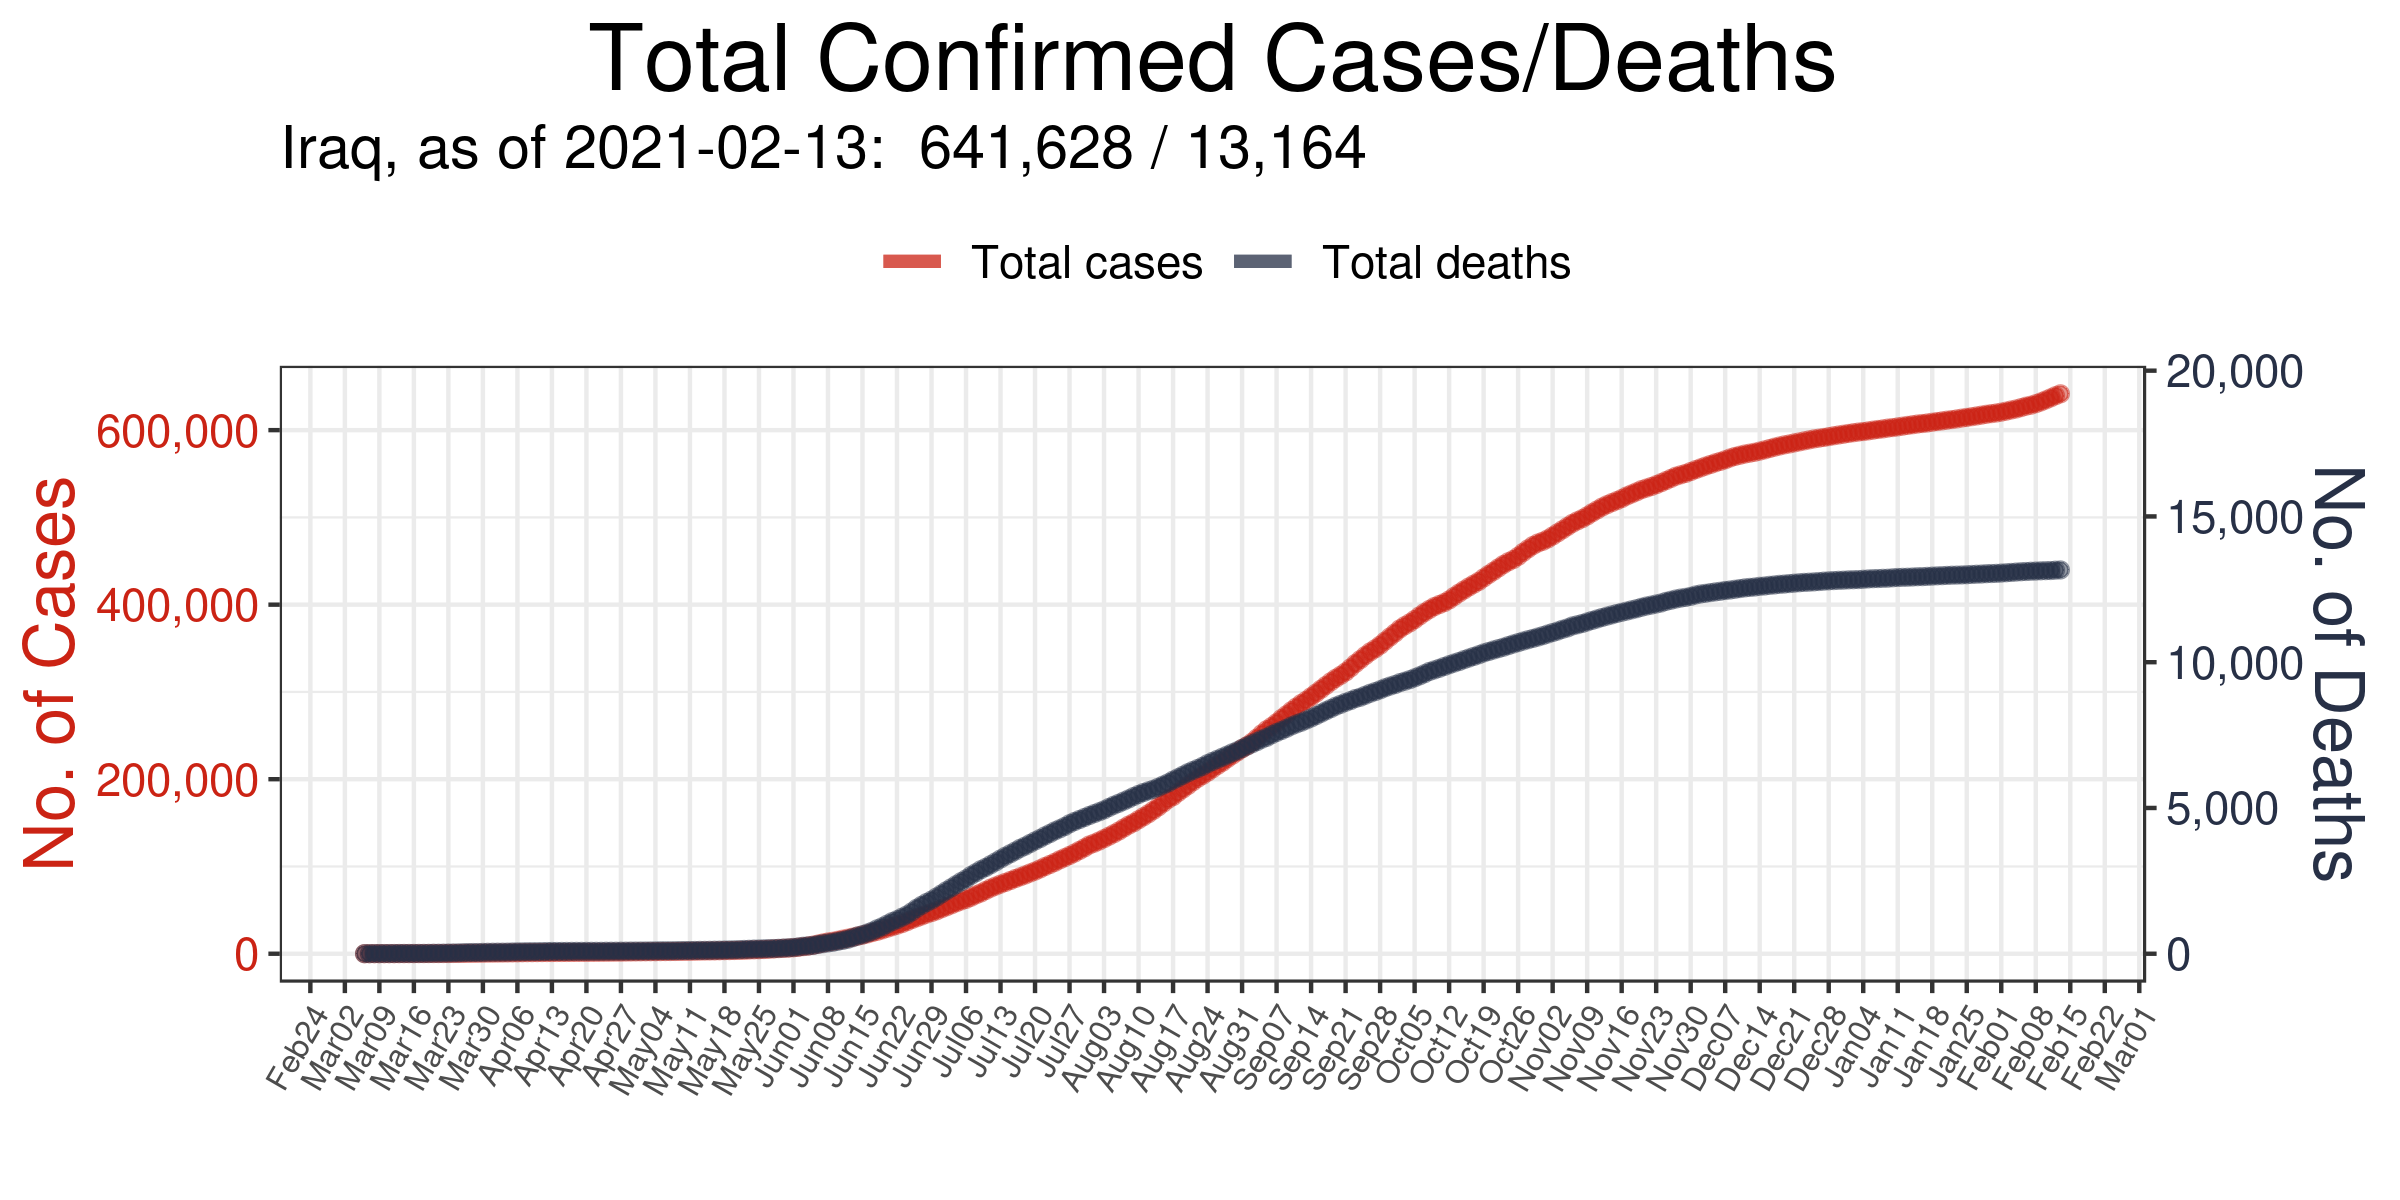 Total Confirmed Cases/Deaths
Iraq, as of 2021-02-13:  641,628 / 13,164
Total cases
Total deaths
No. of Cases
600,000
400,000
200,000
0
20,000
15,000
10,000
5,000
0
No. of Deaths
Feb24
Mar02
Mar09
Mar16
Mar23
Mar30
Apr06
Apr13
Apr20
Apr27
May04
May11
May18
May25
Jun01
Jun08
Jun15
Jun22
Jun29
Jul06
Jul13
Jul20
Jul27
Aug03
Aug10
Aug17
Aug24
Aug31
Sep07
Sep14
Sep21
Sep28
Oct05
Oct12
Oct19
Oct26
Nov02
Nov09
Nov16
Nov23
Nov30
Dec07
Dec14
Dec21
Dec28
Jan04
Jan11
Jan18
Jan25
Feb01
Feb08
Feb15
Feb22
Mar01